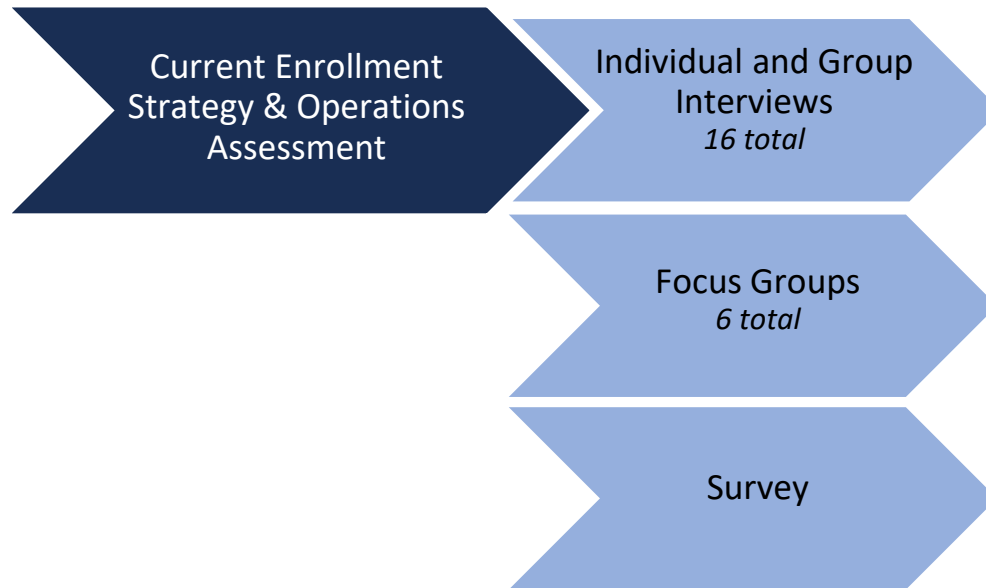 Current Enrollment
Strategy & Operations
Assessment
Individual and Group
Interviews
16 total
Focus Groups
6 total
Survey